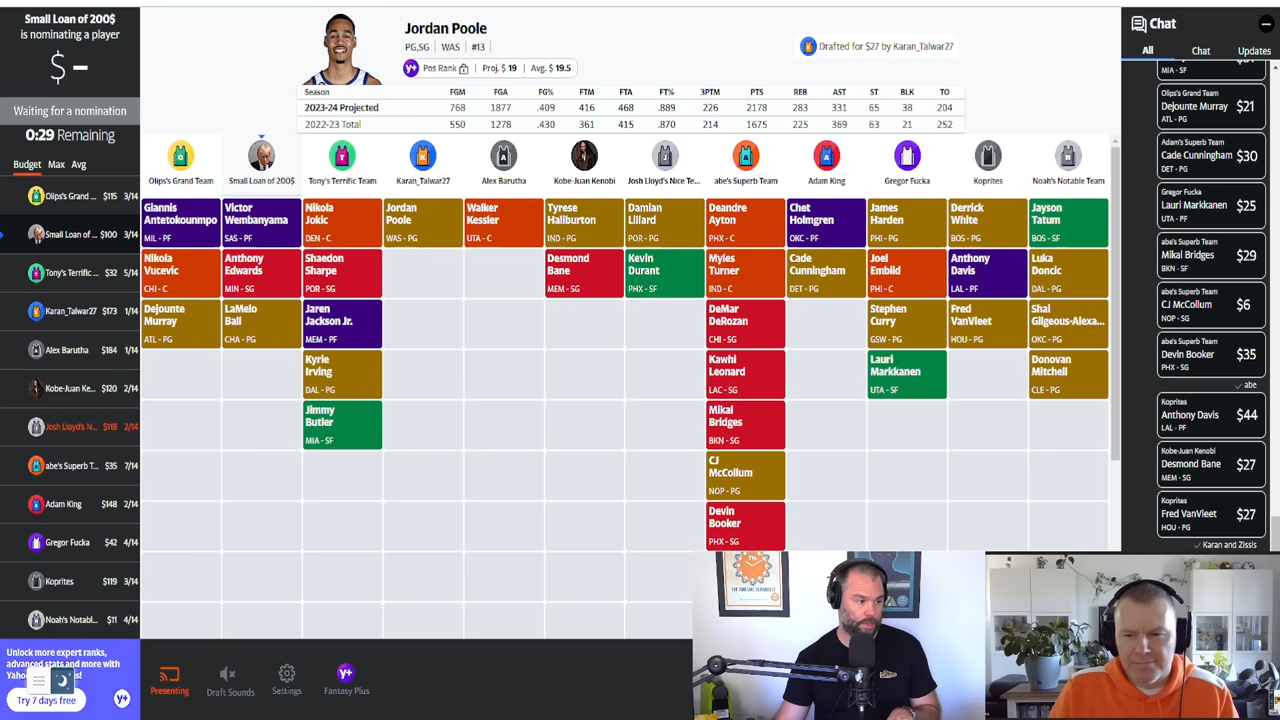 Small Loan of 200$
is nominating a player
$ –
Waiting for a nomination
0:29 Remaining
Budget Max Avg
Olips's Grand ... $115 3/14
Small Loan of ... $100 3/14
Tony's Terrific ... $32 5/14
Karan_Talwar27 $173 1/14
Alex Barutha $184 1/14
Kobe-Juan Ke... $120 2/14
Josh Lloyd's N... $118 2/14
abe's Superb T... $35 7/14
Adam King $148 2/14
Gregor Fucka $42 4/14
Koprites $119 3/14
Noah's Notabl... $11 4/14
Unlock more expert ranks,
advanced stats and more with
Try 7 days free
Y+
Jordan Poole
PG,SG WAS #13
Y+ Pos Rank Proj. $ 19 Avg. $ 19.5
Drafted for $27 by Karan_Talwar27
Season FGM FGA FG% FTM FTA FT% 3PTM PTS REB AST ST BLK TO
2023-24 Projected 768 1877 .409 416 468 .889 226 2178 283 331 65 38 204
2022-23 Total 550 1278 .430 361 415 .870 214 1675 225 369 63 21 252
Olips's Grand Team Small Loan of 200$ Tony's Terrific Team Karan_Talwar27 Alex Barutha Kobe-Juan Kenobi Josh Lloyd's Nice Te... abe's Superb Team Adam King Gregor Fucka Koprites Noah's Notable Team
Giannis Victor Nikola Jordan Walker Tyrese Damian Deandre Chet James Derrick Jayson
Antetokounmpo Wembanyama Jokic Poole Kessler Haliburton Lillard Ayton Holmgren Harden White Tatum
MIL - PF SAS - PF DEN - C WAS - PG UTA - C IND - PG POR - PG PHX - C OKC - PF PHI - PG BOS - PG BOS - SF
Nikola Anthony Shaedon Desmond Kevin Myles Cade Joel Anthony Luka
Vucevic Edwards Sharpe Bane Durant Turner Cunningham Embiid Davis Doncic
CHI - C MIN - SG POR - SG MEM - SG PHX - SF IND - C DET - PG PHI - C LAL - PF DAL - PG
Dejounte LaMelo Jaren DeMar Stephen Fred Shai
Murray Ball Jackson Jr. DeRozan Curry VanVleet Gilgeous-Alexa...
ATL - PG CHA - PG MEM - PF CHI - SG GSW - PG HOU - PG OKC - PG
Kyrie Kawhi Lauri Donovan
Irving Leonard Markkanen Mitchell
DAL - PG LAC - SG UTA - SF CLE - PG
Jimmy Mikal
Butler Bridges
MIA - SF BKN - SG
CJ
McCollum
NOP - PG
Devin
Booker
PHX - SG
Presenting Draft Sounds Settings Fantasy Plus
Chat
All Chat Updates
MIA - SF
Olips's Grand Team
Dejounte Murray $21
ATL - PG
Adam's Superb Team
Cade Cunningham $30
DET - PG
Gregor Fucka
Lauri Markkanen $25
UTA - PF
abe's Superb Team
Mikal Bridges $29
BKN - SF
abe's Superb Team
CJ McCollum $6
NOP - SG
abe's Superb Team
Devin Booker $35
PHX - SG
abe
Koprites
Anthony Davis $44
LAL - PF
Kobe-Juan Kenobi
Desmond Bane $27
MEM - SG
Koprites
Fred VanVleet $27
HOU - PG
Karan and Zissis